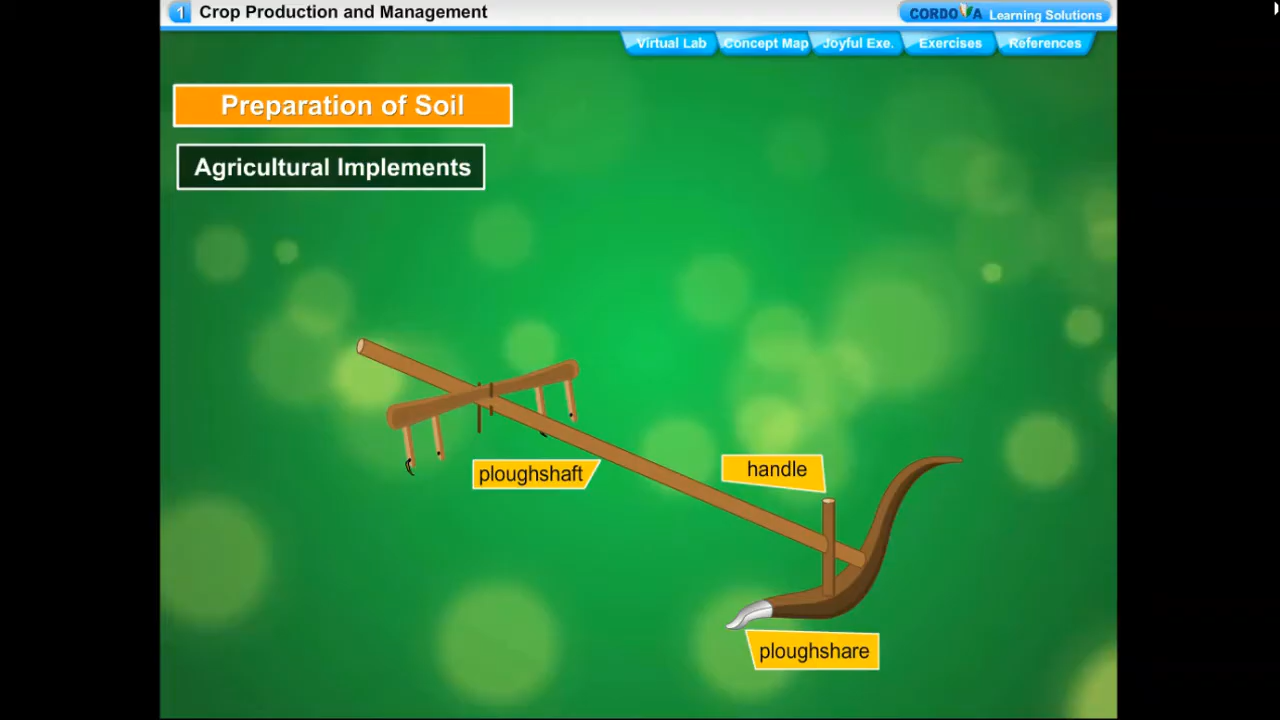 1 Crop Production and Management
CORDOVA Learning Solutions
Virtual Lab Concept Map Joyful Exe. Exercises References
Preparation of Soil
Agricultural Implements
handle
ploughshaft
ploughshare